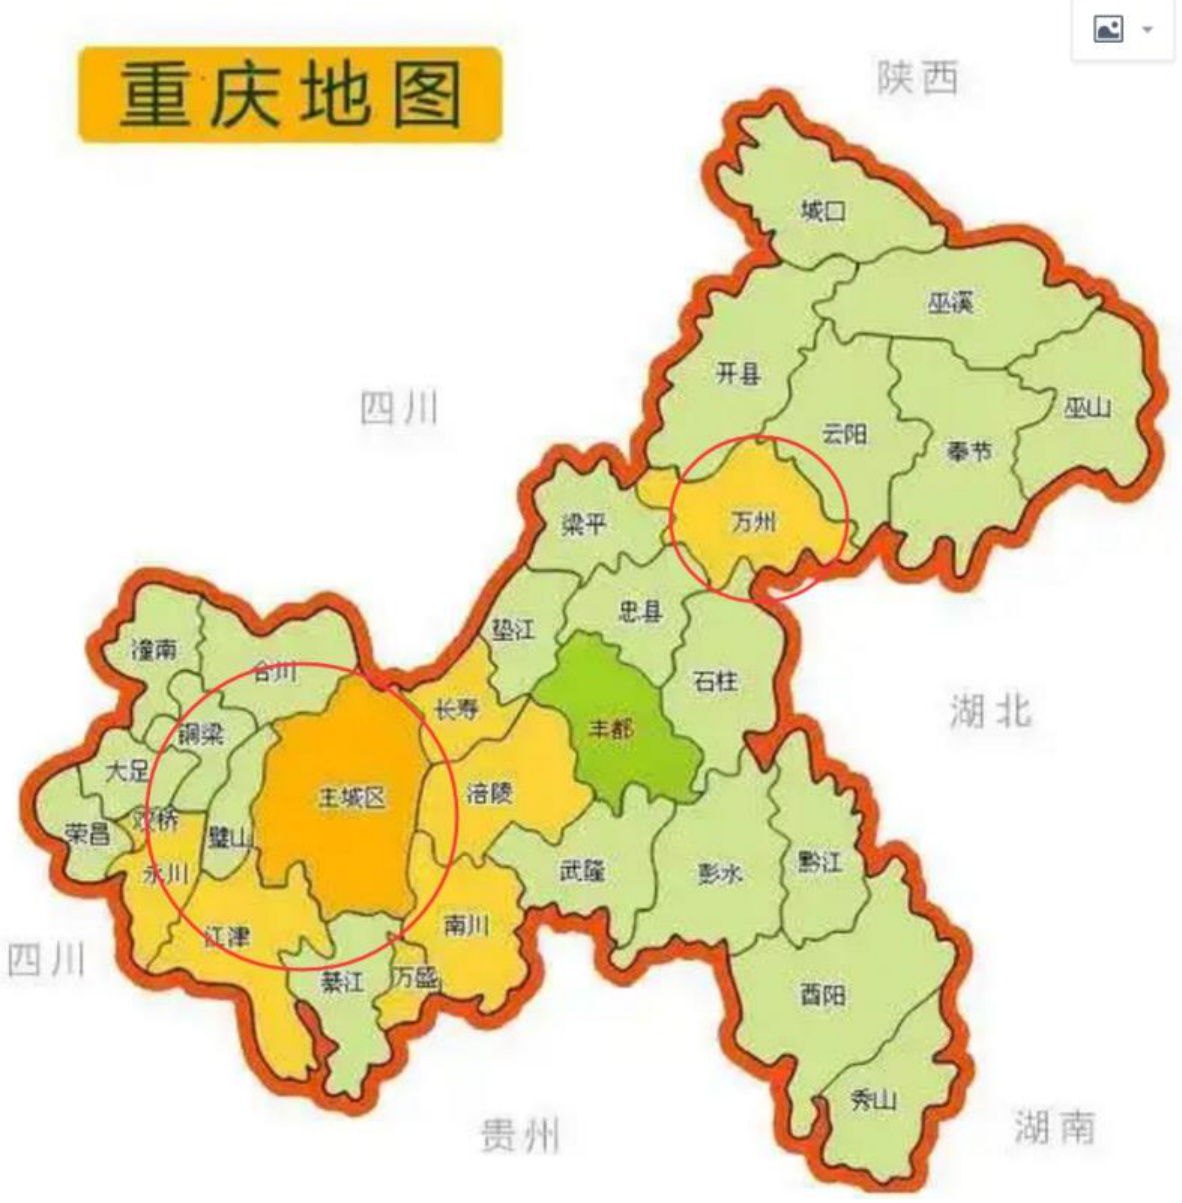 重庆地图
陕西
城口
巫溪
开县
巫山
四川
云阳
奉节
万州
梁平
忠县
垫江
潼南
合川
石柱
长寿
湖北
丰都
铜梁
大足
主城区
涪陵
双桥
荣昌
璧山
黔江
武隆
彭水
永川
南川
江津
四川
万盛
綦江
酉阳
秀山
贵州
湖南